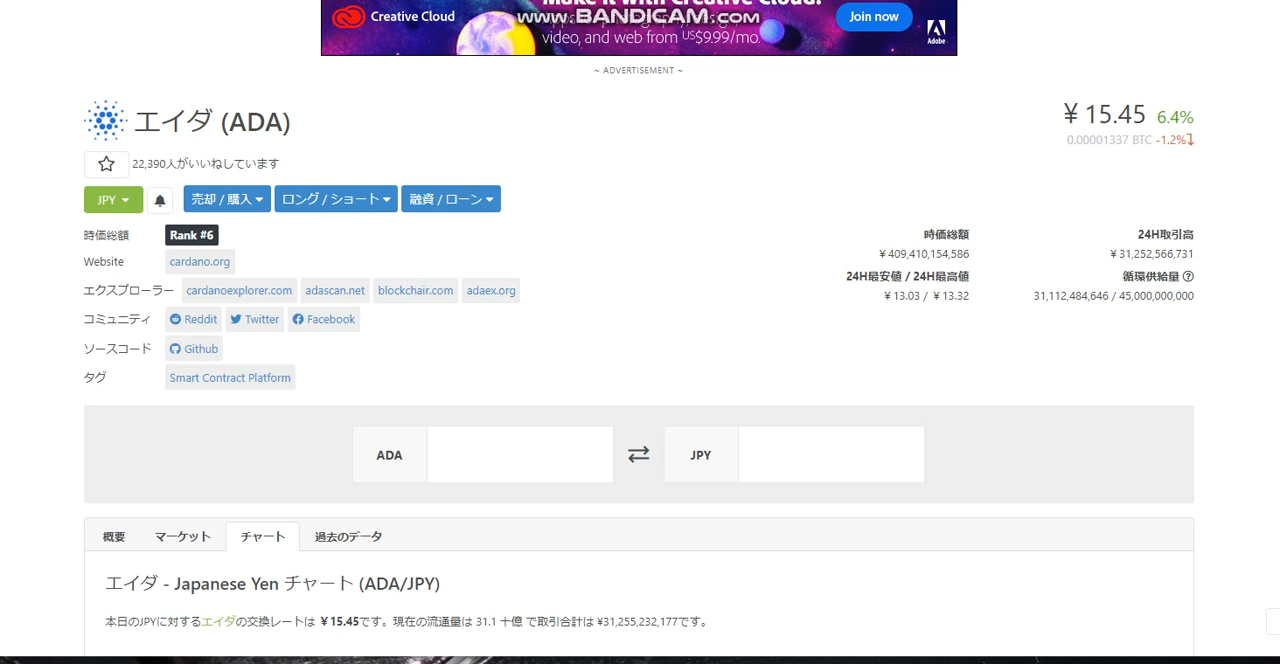 Make it with Creative Cloud.
Creative Cloud
www.BANDICAM.com
Join now
video, and web from US$9.99/mo.
Adobe
~ ADVERTISEMENT ~
エイダ (ADA)
¥ 15.45 6.4%
0.00001337 BTC -1.2%
22,390人がいいねしています
JPY
売却 / 購入
ロング / ショート
融資 / ローン
時価総額 Rank #6
Website cardano.org
エクスプローラー cardanoexplorer.com adascan.net blockchair.com adaex.org
コミュニティ Reddit Twitter Facebook
ソースコード Github
タグ Smart Contract Platform
時価総額
¥ 409,410,154,586
24H最安値 / 24H最高値
¥ 13.03 / ¥ 13.32
24H取引高
¥ 31,252,566,731
循環供給量
31,112,484,646 / 45,000,000,000
ADA
JPY
概要 マーケット チャート 過去のデータ
エイダ - Japanese Yen チャート (ADA/JPY)
本日のJPYに対するエイダの交換レートは ¥15.45です。現在の流通量は 31.1 十億 で取引合計は ¥31,255,232,177です。